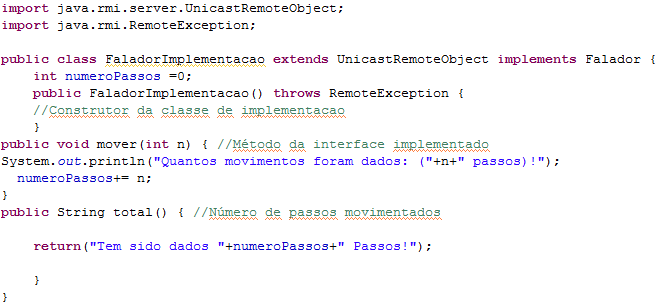 import java.rmi.server.UnicastRemoteObject;
import java.rmi.RemoteException;
public class FaladorImplementacao extends UnicastRemoteObject implements Falador {
int numeroPassos =0;
public FaladorImplementacao() throws RemoteException {
//Construtor da classe de implementacao
}
public void mover(int n) { //Método da interface implementado
System.out.println("Quantos movimentos foram dados: ("+n+" passos)!");
numeroPassos+= n;
}
public String total() { //Número de passos movimentados
return("Tem sido dados "+numeroPassos+" Passos!");
}
}